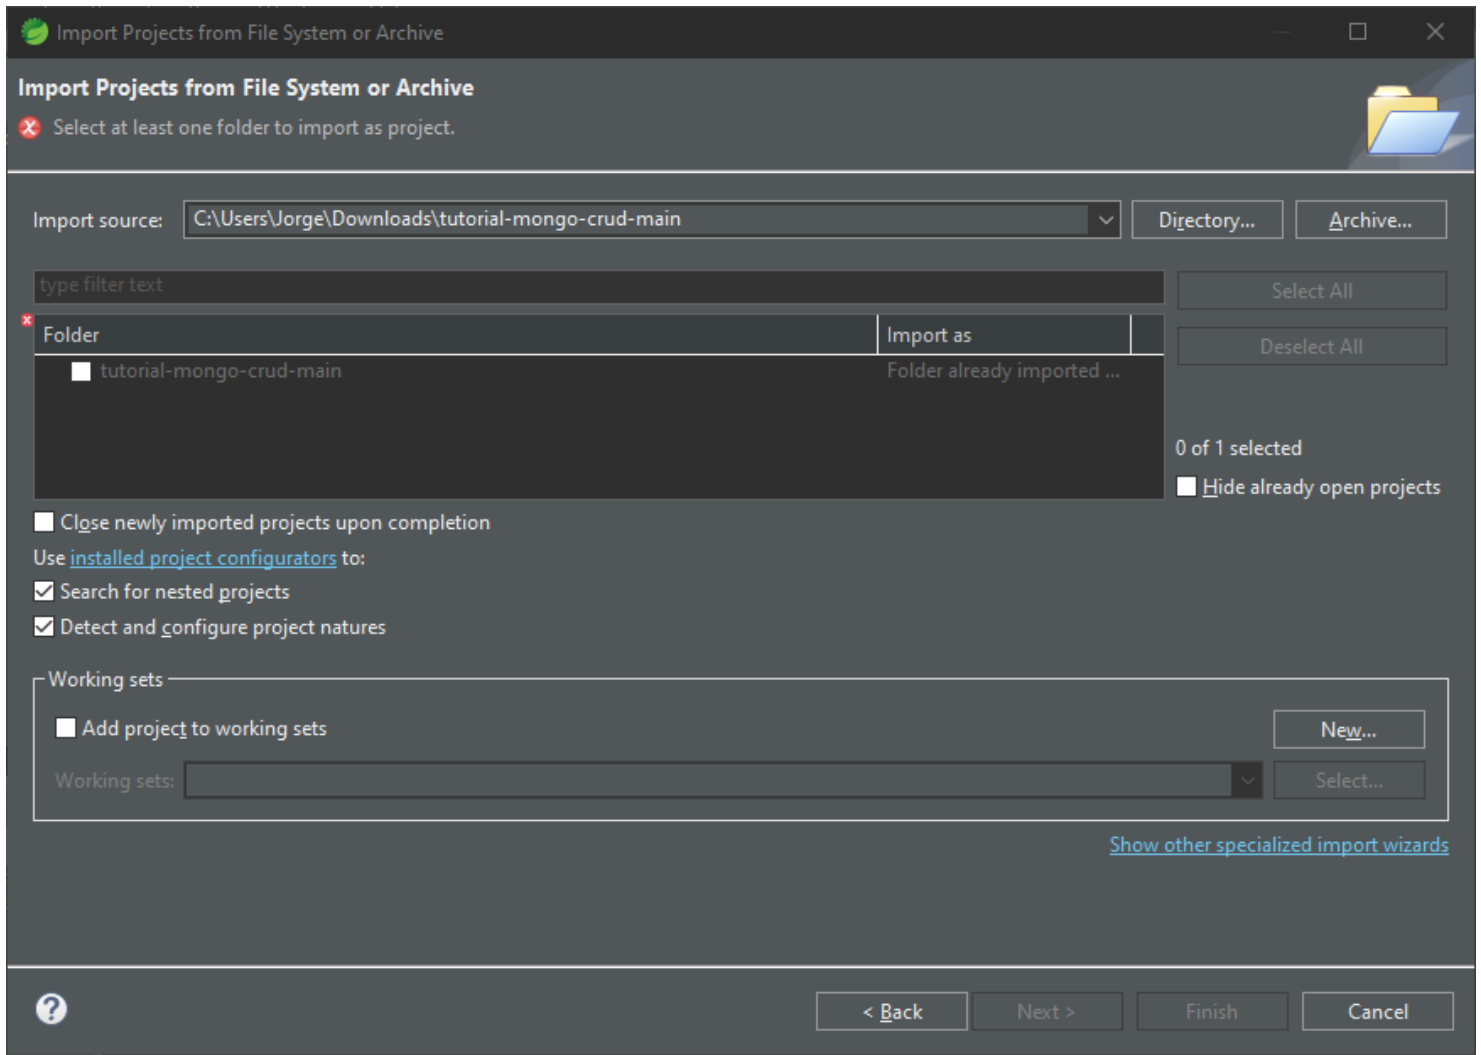 Import Projects from File System or Archive
Import Projects from File System or Archive
Select at least one folder to import as project.
Import source: C:\Users\Jorge\Downloads\tutorial-mongo-crud-main Directory... Archive...
type filter text Select All
Folder Import as Deselect All
tutorial-mongo-crud-main Folder already imported ...
0 of 1 selected
Hide already open projects
Close newly imported projects upon completion
Use installed project configurators to:
Search for nested projects
Detect and configure project natures
Working sets
Add project to working sets New...
Working sets: Select...
Show other specialized import wizards
? < Back Next > Finish Cancel